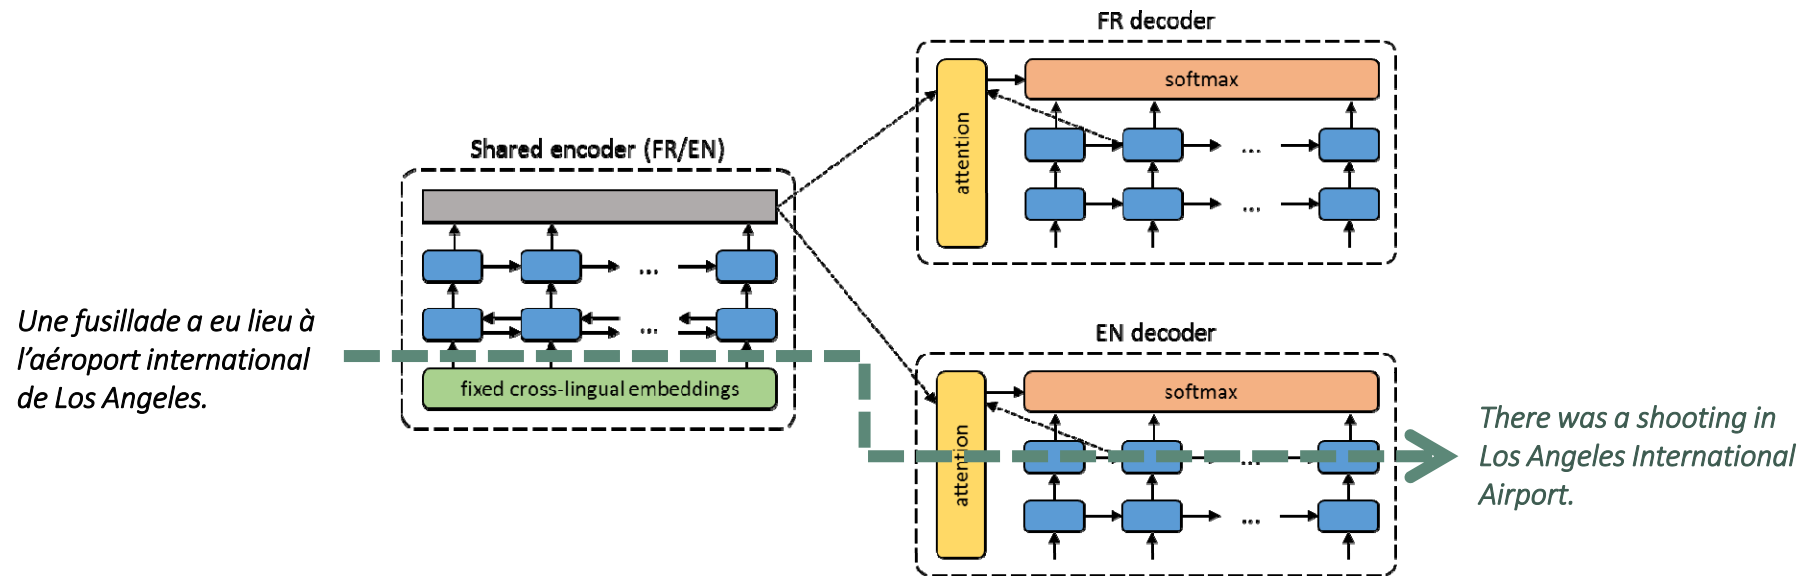 Une fusillade a eu lieu à
l’aéroport international
de Los Angeles.
Shared encoder (FR/EN)
...
...
fixed cross-lingual embeddings
FR decoder
attention
softmax
...
...
EN decoder
attention
softmax
...
...
There was a shooting in
Los Angeles International
Airport.